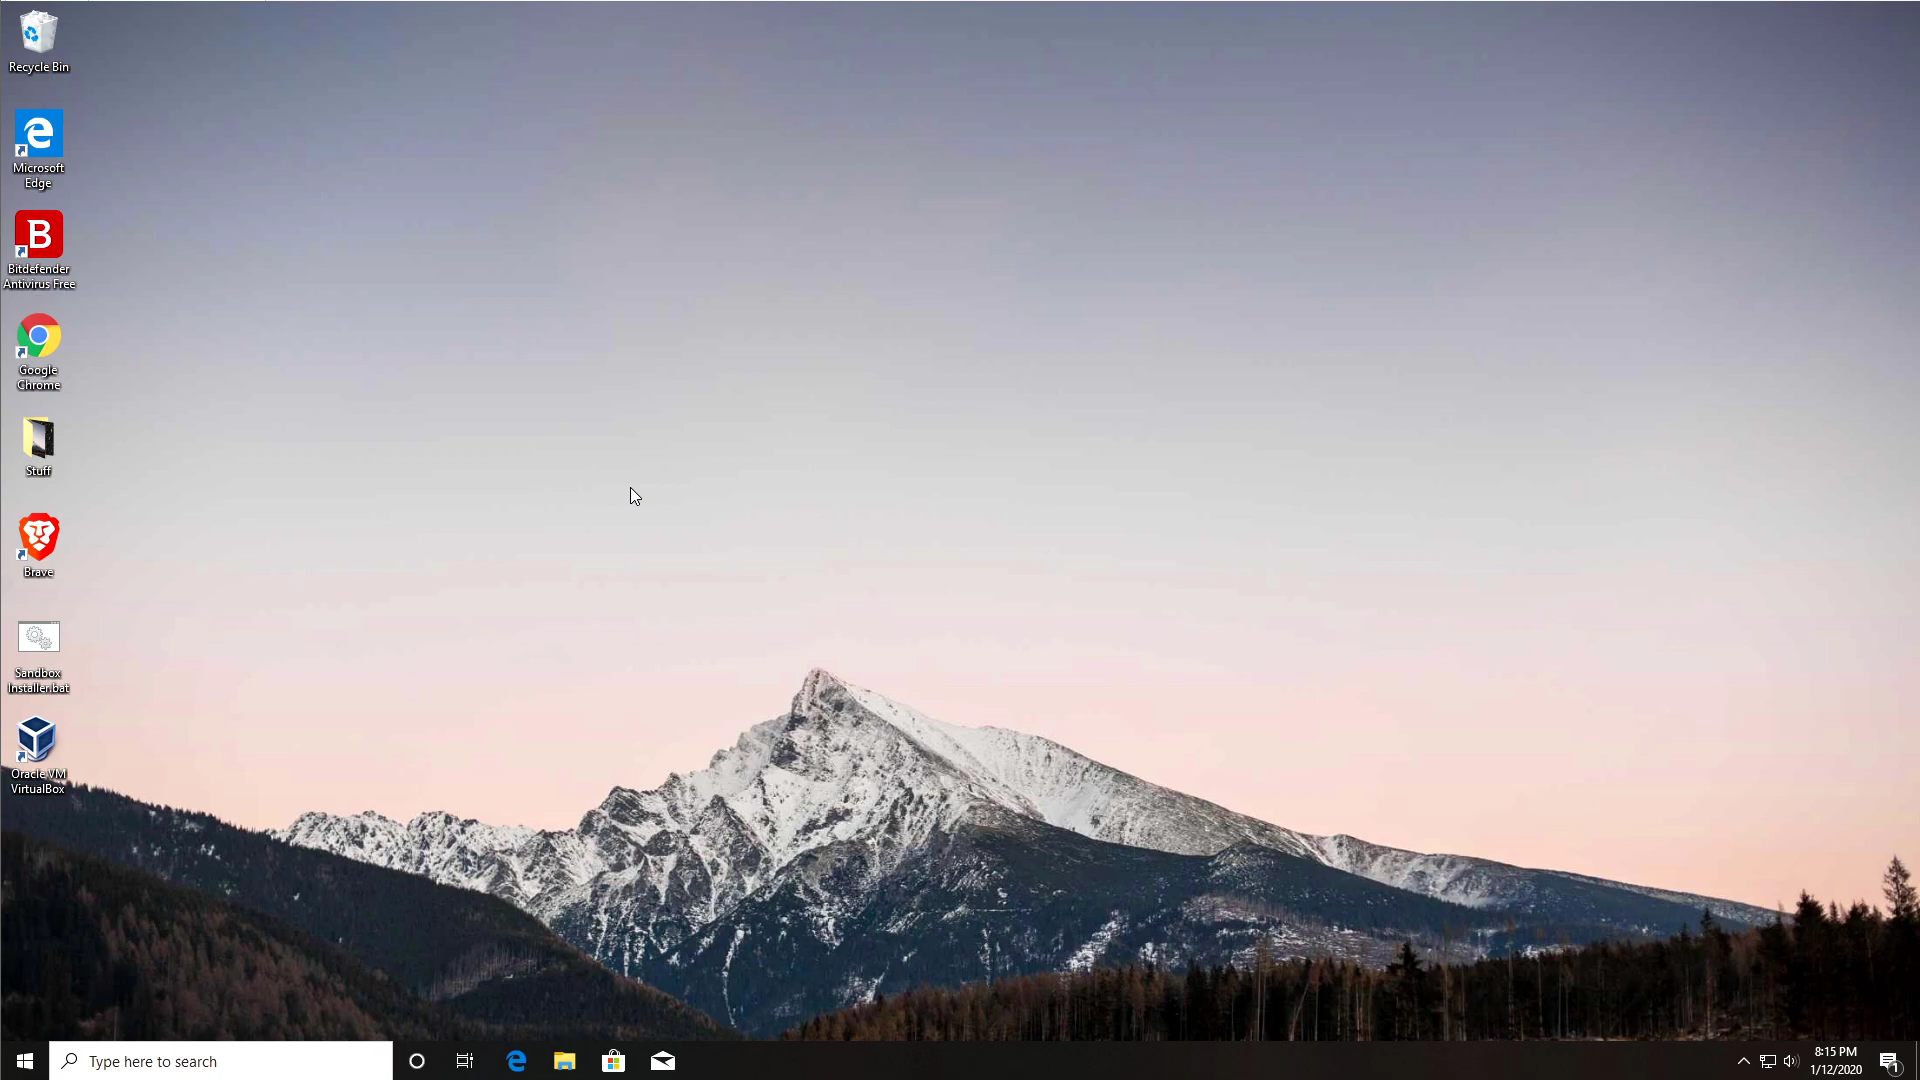 Recycle Bin
Microsoft
Edge
B
Bitdefender
Antivirus Free
Google
Chrome
Stuff
Brave
Sandbox
Installer.bat
Oracle VM
VirtualBox
Type here to search
8:15 PM
1/12/2020
1